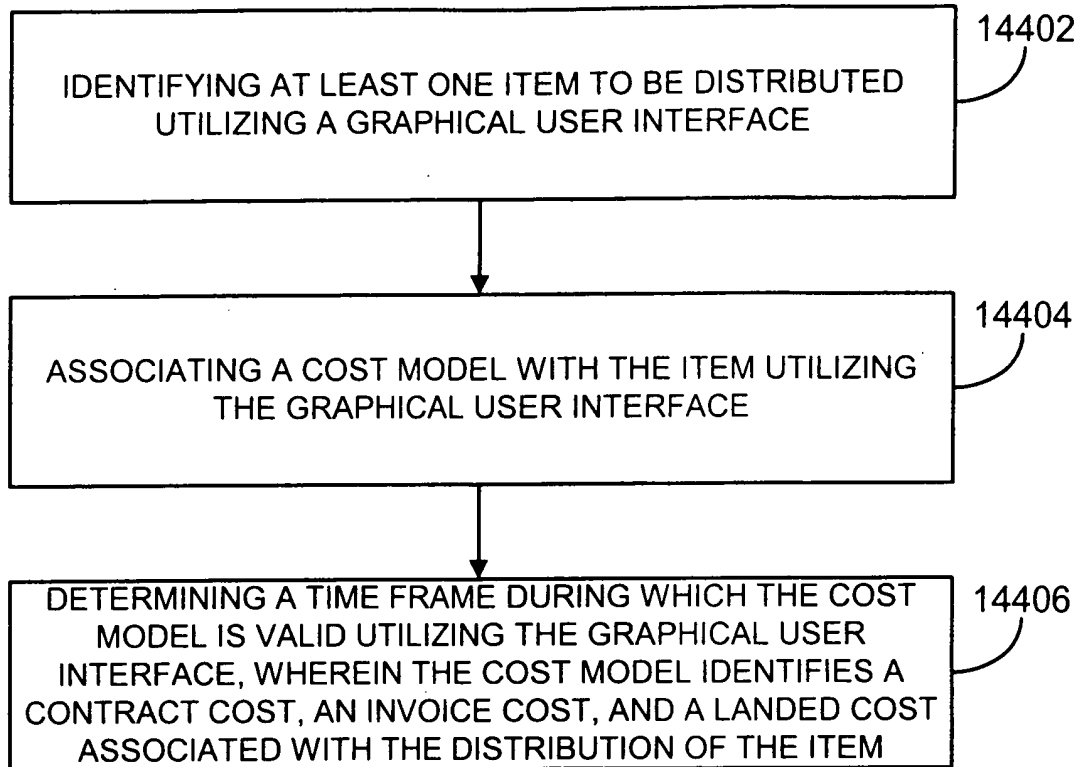 14402
IDENTIFYING AT LEAST ONE ITEM TO BE DISTRIBUTED
UTILIZING A GRAPHICAL USER INTERFACE
14404
ASSOCIATING A COST MODEL WITH THE ITEM UTILIZING
THE GRAPHICAL USER INTERFACE
14406
DETERMINING A TIME FRAME DURING WHICH THE COST
MODEL IS VALID UTILIZING THE GRAPHICAL USER
INTERFACE, WHEREIN THE COST MODEL IDENTIFIES A
CONTRACT COST, AN INVOICE COST, AND A LANDED COST
ASSOCIATED WITH THE DISTRIBUTION OF THE ITEM